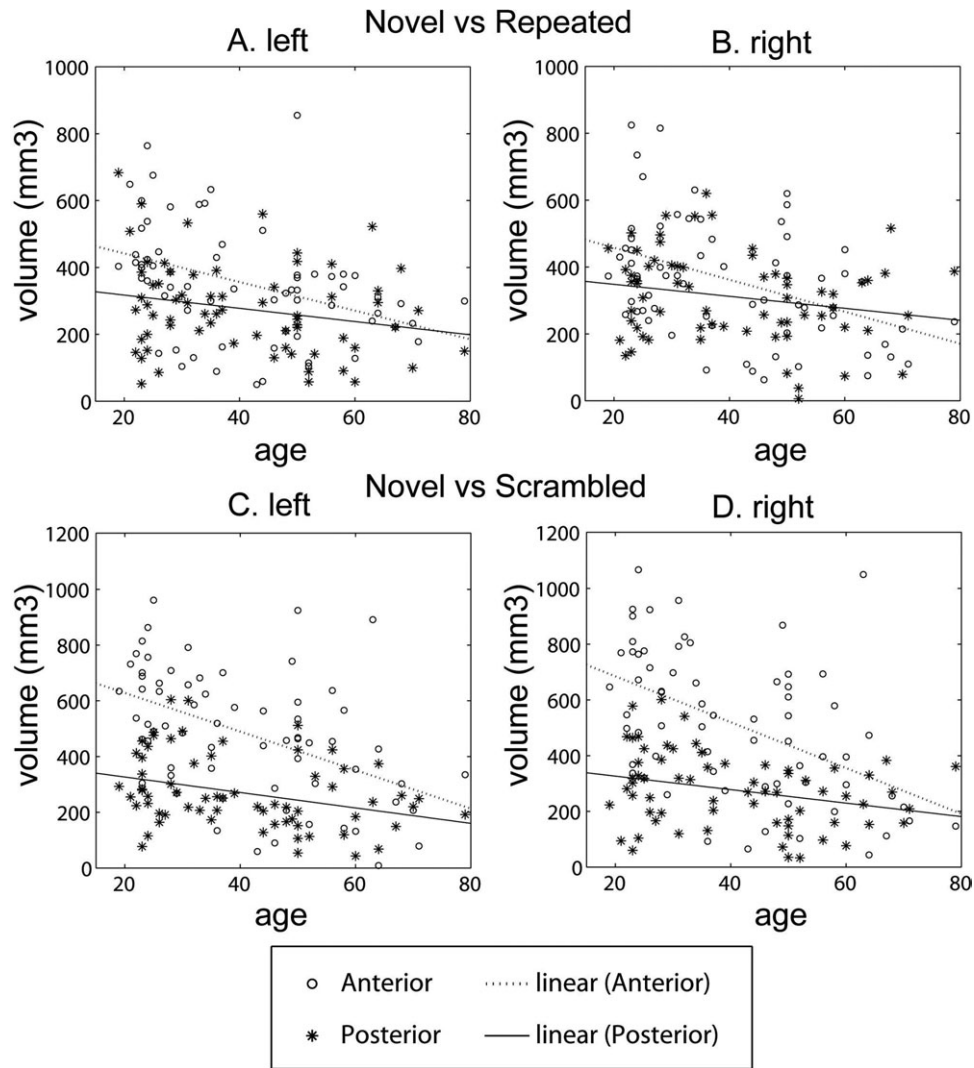 Novel vs Repeated
A. left
B. right
1000
800
600
400
200
0
volume (mm3)
20
40
60
80
age
1000
800
600
400
200
0
volume (mm3)
20
40
60
80
age
Novel vs Scrambled
C. left
D. right
1200
1000
800
600
400
200
0
volume (mm3)
20
40
60
80
age
1200
1000
800
600
400
200
0
volume (mm3)
20
40
60
80
age
Anterior
linear (Anterior)
Posterior
linear (Posterior)